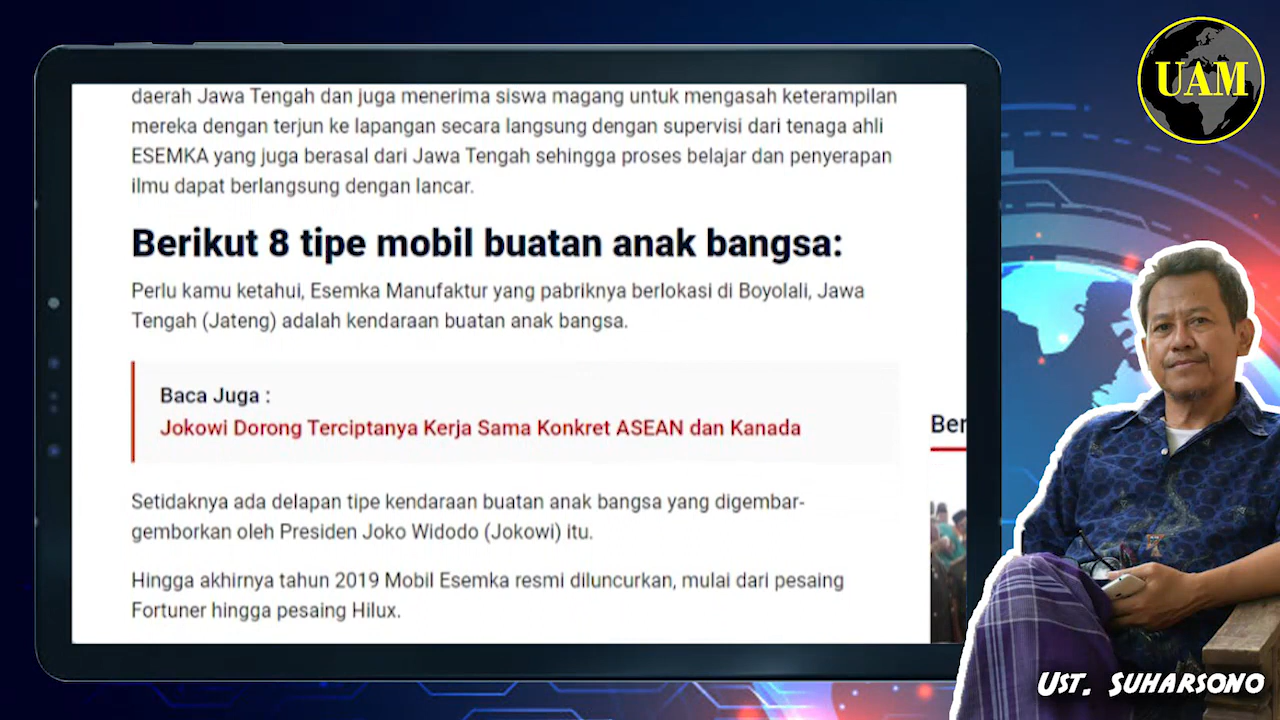 daerah Jawa Tengah dan juga menerima siswa magang untuk mengasah keterampilan
mereka dengan terjun ke lapangan secara langsung dengan supervisi dari tenaga ahli
ESEMKA yang juga berasal dari Jawa Tengah sehingga proses belajar dan penyerapan
ilmu dapat berlangsung dengan lancar.
Berikut 8 tipe mobil buatan anak bangsa:
Perlu kamu ketahui, Esemka Manufaktur yang pabriknya berlokasi di Boyolali, Jawa
Tengah (Jateng) adalah kendaraan buatan anak bangsa.
Baca Juga :
Jokowi Dorong Terciptanya Kerja Sama Konkret ASEAN dan Kanada
Setidaknya ada delapan tipe kendaraan buatan anak bangsa yang digembar-
gemborkan oleh Presiden Joko Widodo (Jokowi) itu.
Hingga akhirnya tahun 2019 Mobil Esemka resmi diluncurkan, mulai dari pesaing
Fortuner hingga pesaing Hilux.
Ber
UAM
Ust. Suharsono